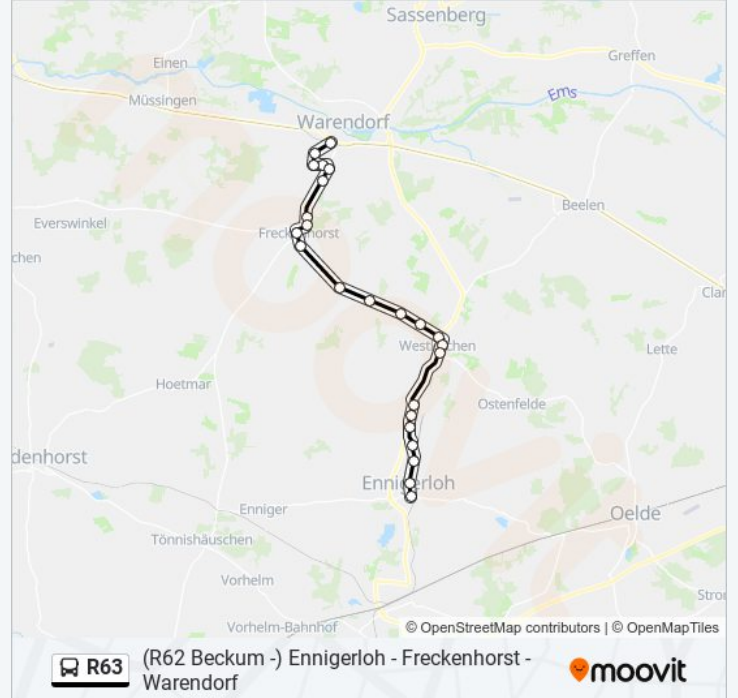 Sassenberg
Einen
Greffen
Müssingen
Ems
Warendorf
Beelen
Everswinkel
Freckenhorst
chen
Clar
Westkirchen
Lette
Hoetmar
Ostenfelde
denhorst
Ennigerloh
Enniger
Oelde
Tönnishäuschen
Vorhelm
Stro
Vorhelm-Bahnhof
© OpenStreetMap contributors | © OpenMapTiles
R63
(R62 Beckum -) Ennigerloh - Freckenhorst -
Warendorf
moovit